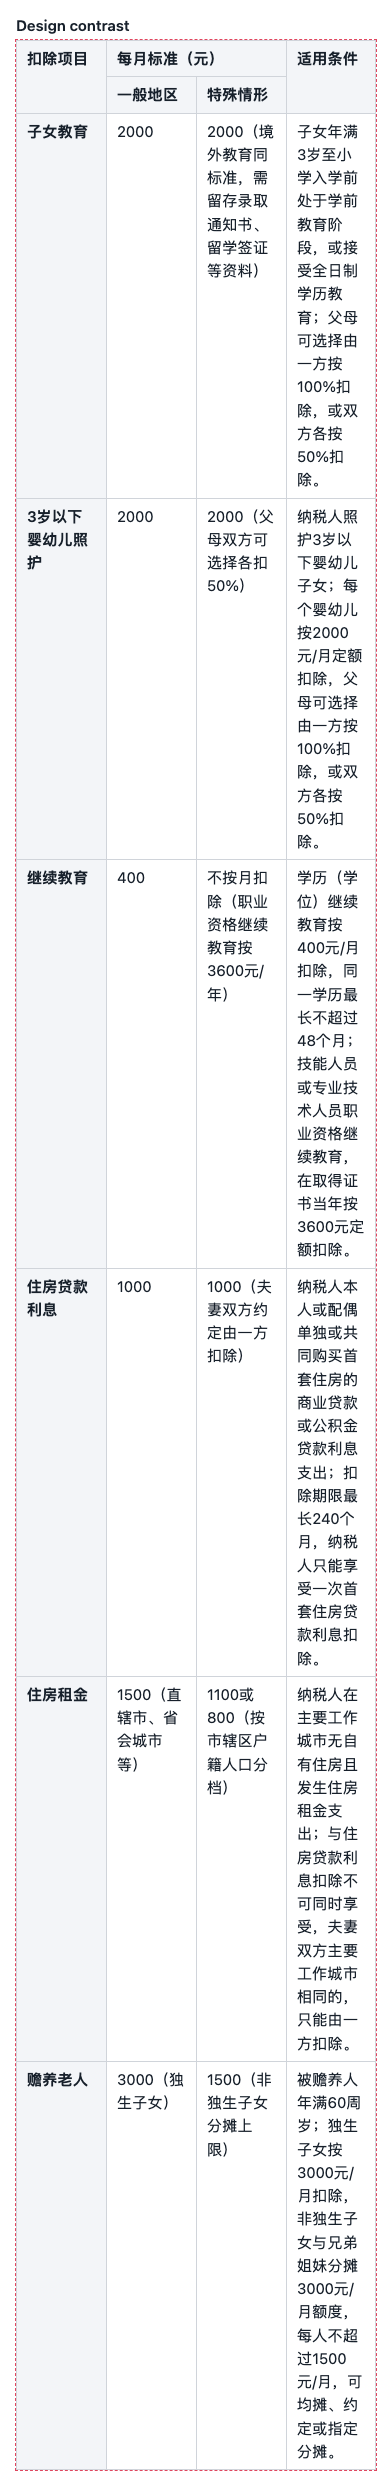 Design contrast
扣除项目
每月标准（元）
适用条件
一般地区
特殊情形
子女教育
2000
2000（境
外教育同
标准，需
留存录取
通知书、
留学签证
等资料）
子女年满
3岁至小
学入学前
处于学前
教育阶
段，或接
受全日制
学历教
育；父母
可选择由
一方按
100%扣
除，或双
方各按
50%扣
除。
3岁以下
婴幼儿照
护
2000
2000（父
母双方可
选择各扣
50%）
纳税人照
护3岁以
下婴幼儿
子女；每
个婴幼儿
按2000
元/月定额
扣除，父
母可选择
由一方按
100%扣
除，或双
方各按
50%扣
除。
继续教育
400
不按月扣
除（职业
资格继续
教育按
3600元/
年）
学历（学
位）继续
教育按
400元/月
扣除，同
一学历最
长不超过
48个月；
技能人员
或专业技
术人员职
业资格继
续教育，
在取得证
书当年按
3600元定
额扣除。
住房贷款
利息
1000
1000（夫
妻双方约
定由一方
扣除）
纳税人本
人或配偶
单独或共
同购买首
套住房的
商业贷款
或公积金
贷款利息
支出；扣
除期限最
长240个
月，纳税
人只能享
受一次首
套住房贷
款利息扣
除。
住房租金
1500（直
辖市、省
会城市
等）
1100或
800（按
市辖区户
籍人口分
档）
纳税人在
主要工作
城市无自
有住房且
发生住房
租金支
出；与住
房贷款利
息扣除不
可同时享
受，夫妻
双方主要
工作城市
相同的，
只能由一
方扣除。
赡养老人
3000（独
生子女）
1500（非
独生子女
分摊上
限）
被赡养人
年满60周
岁；独生
子女按
3000元/
月扣除，
非独生子
女与兄弟
姐妹分摊
3000元/
月额度，
每人不超
过1500
元/月，可
均摊、约
定或指定
分摊。